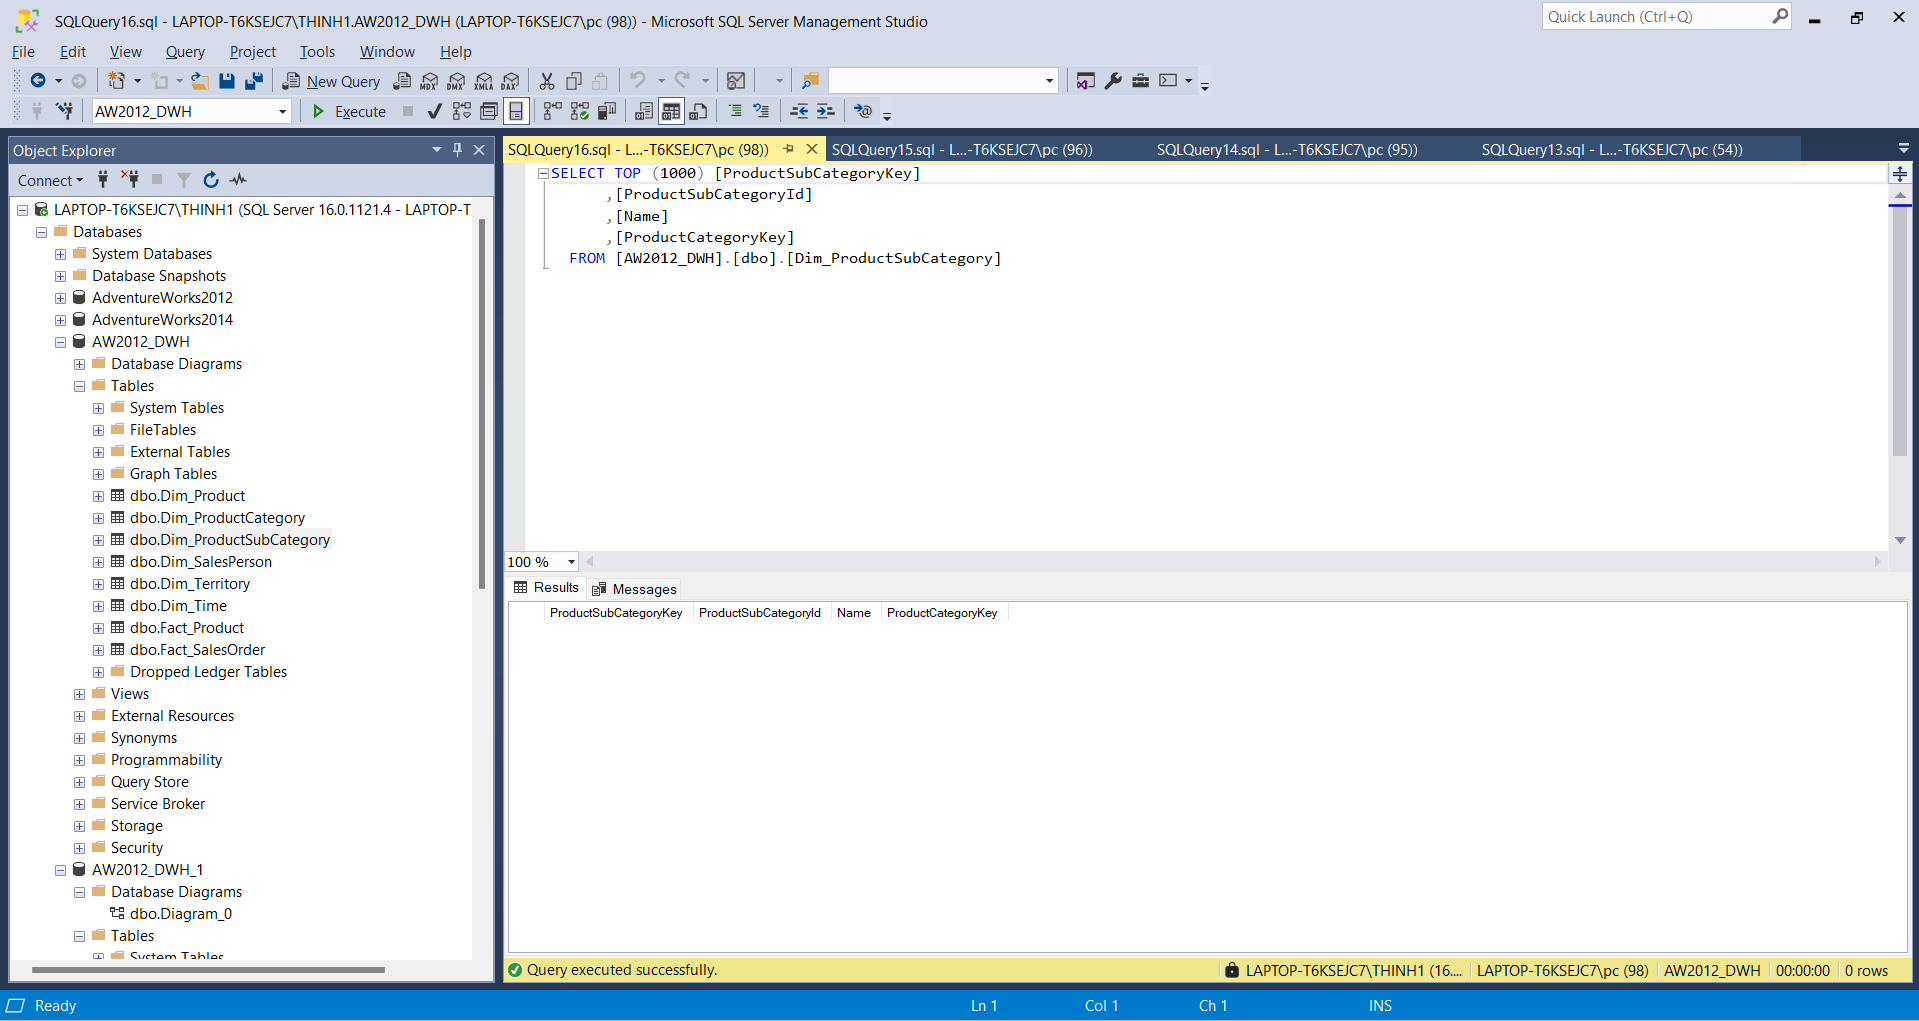 SQLQuery16.sql - LAPTOP-T6KSEJC7\THINH1.AW2012_DWH (LAPTOP-T6KSEJC7\pc (98)) - Microsoft SQL Server Management Studio
Quick Launch (Ctrl+Q)
File Edit View Query Project Tools Window Help
New Query MDX DMX XMLA DAX
AW2012_DWH Execute
Object Explorer
Connect
LAPTOP-T6KSEJC7\THINH1 (SQL Server 16.0.1121.4 - LAPTOP-T
Databases
System Databases
Database Snapshots
AdventureWorks2012
AdventureWorks2014
AW2012_DWH
Database Diagrams
Tables
System Tables
FileTables
External Tables
Graph Tables
dbo.Dim_Product
dbo.Dim_ProductCategory
dbo.Dim_ProductSubCategory
dbo.Dim_SalesPerson
dbo.Dim_Territory
dbo.Dim_Time
dbo.Fact_Product
dbo.Fact_SalesOrder
Dropped Ledger Tables
Views
External Resources
Synonyms
Programmability
Query Store
Service Broker
Storage
Security
AW2012_DWH_1
Database Diagrams
dbo.Diagram_0
Tables
System Tables
SQLQuery16.sql - L...-T6KSEJC7\pc (98)) SQLQuery15.sql - L...-T6KSEJC7\pc (96)) SQLQuery14.sql - L...-T6KSEJC7\pc (95)) SQLQuery13.sql - L...-T6KSEJC7\pc (54))
SELECT TOP (1000) [ProductSubCategoryKey]
,[ProductSubCategoryId]
,[Name]
,[ProductCategoryKey]
FROM [AW2012_DWH].[dbo].[Dim_ProductSubCategory]
100 %
Results Messages
ProductSubCategoryKey ProductSubCategoryId Name ProductCategoryKey
Query executed successfully. LAPTOP-T6KSEJC7\THINH1 (16.... LAPTOP-T6KSEJC7\pc (98) AW2012_DWH 00:00:00 0 rows
Ready Ln 1 Col 1 Ch 1 INS